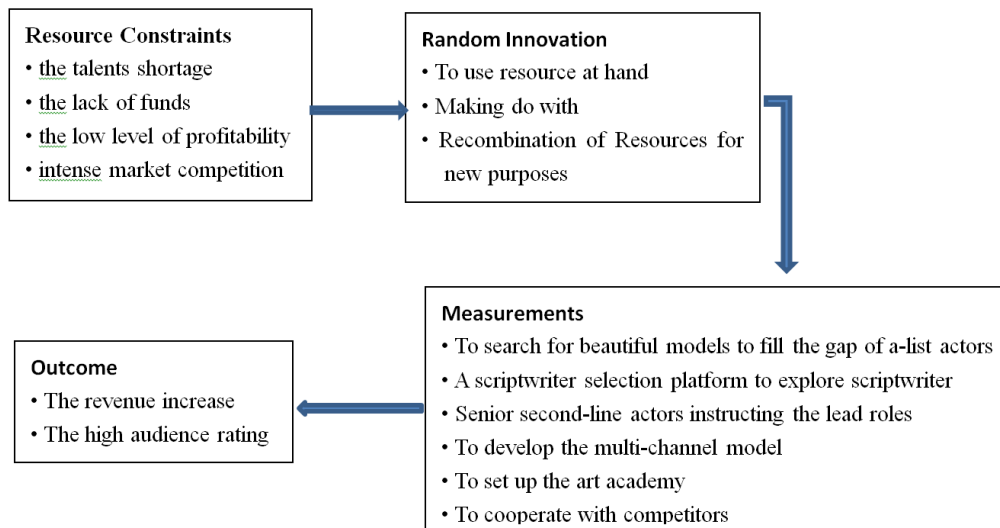 Resource Constraints
• the talents shortage
• the lack of funds
• the low level of profitability
• intense market competition
Random Innovation
• To use resource at hand
• Making do with
• Recombination of Resources for
new purposes
Measurements
• To search for beautiful models to fill the gap of a-list actors
• A scriptwriter selection platform to explore scriptwriter
• Senior second-line actors instructing the lead roles
• To develop the multi-channel model
• To set up the art academy
• To cooperate with competitors
Outcome
• The revenue increase
• The high audience rating